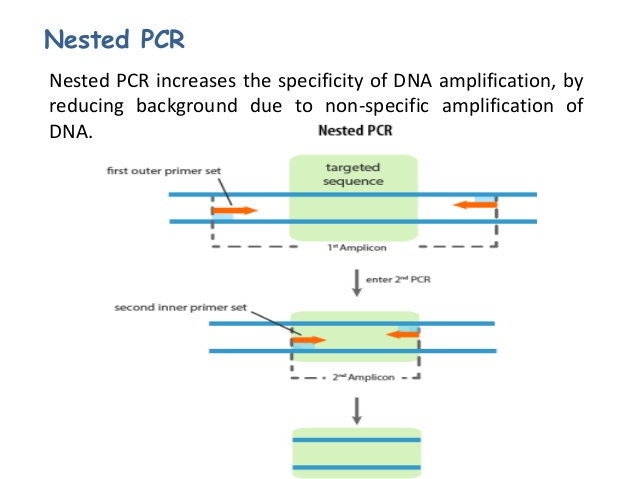 Nested PCR
Nested PCR increases the specificity of DNA amplification, by
reducing background due to non-specific amplification of
DNA.
Nested PCR
first outer primer set
targeted
sequence
1st Amplicon
enter 2nd PCR
second inner primer set
2nd Amplicon